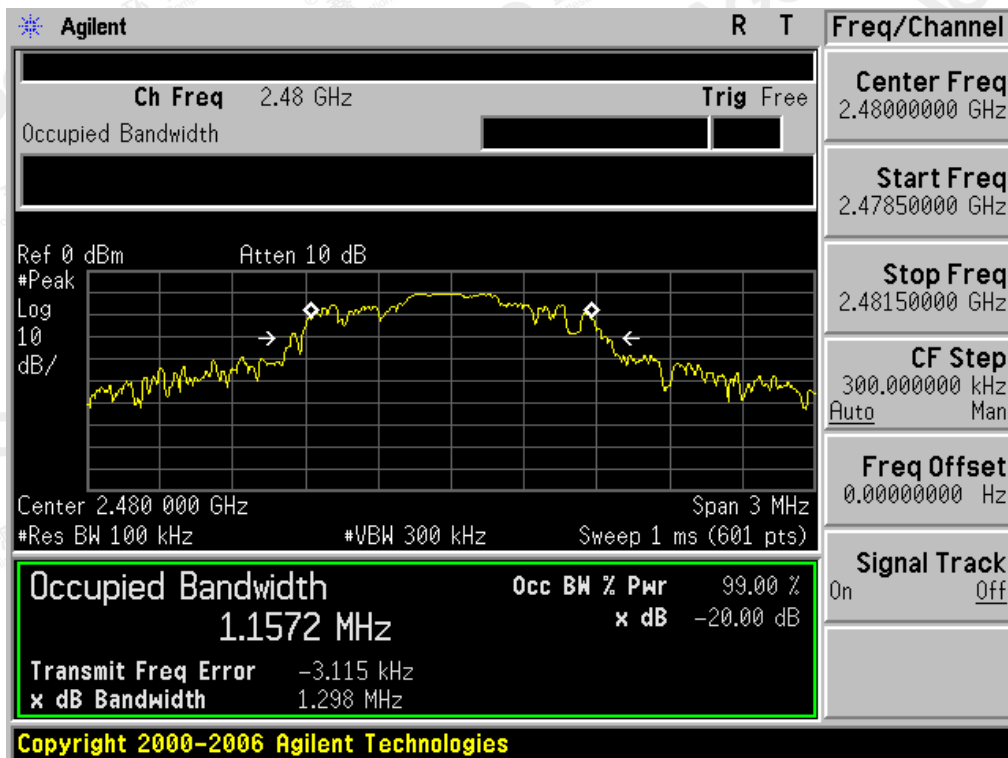 Agilent R T
Ch Freq 2.48 GHz Trig Free
Occupied Bandwidth
Ref 0 dBm Atten 10 dB
#Peak
Log
10
dB/
Center 2.480 000 GHz Span 3 MHz
#Res BW 100 kHz #VBW 300 kHz Sweep 1 ms (601 pts)
Occupied Bandwidth Occ BW % Pwr 99.00 %
1.1572 MHz x dB -20.00 dB
Transmit Freq Error -3.115 kHz
x dB Bandwidth 1.298 MHz
Copyright 2000-2006 Agilent Technologies
Freq/Channel
Center Freq
2.48000000 GHz
Start Freq
2.47850000 GHz
Stop Freq
2.48150000 GHz
CF Step
300.000000 kHz
Auto Man
Freq Offset
0.00000000 Hz
Signal Track
On Off